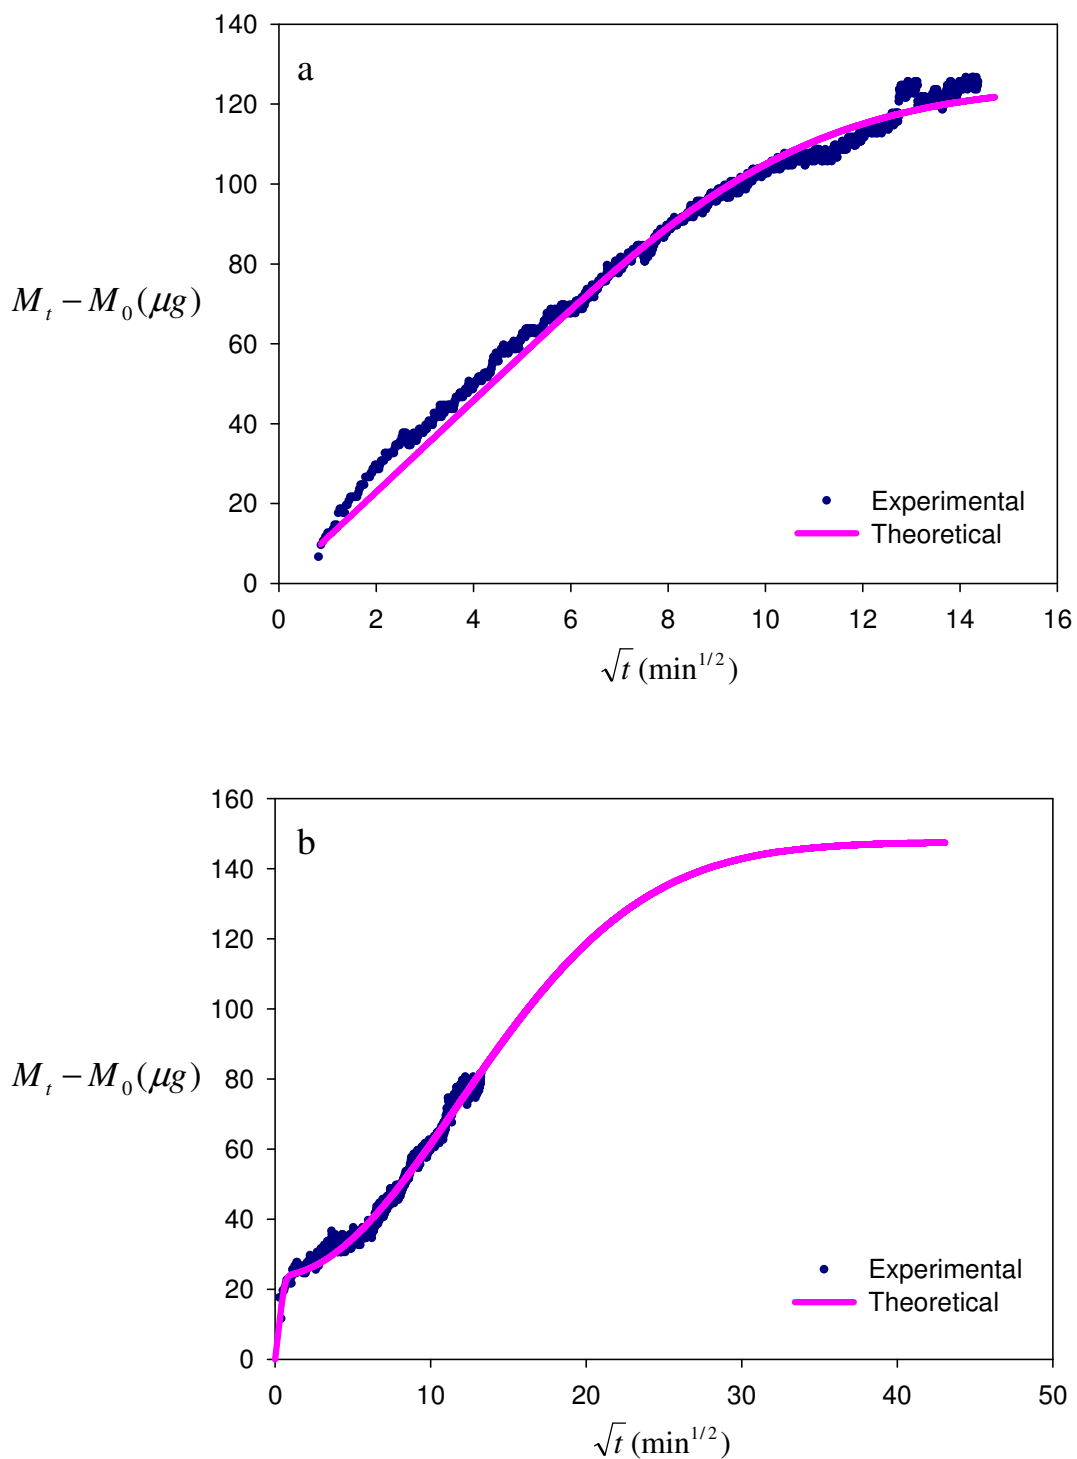 140
a
120
100
80
60
40
20
0
M_t − M_0 (μg)
Experimental
Theoretical
0 2 4 6 8 10 12 14 16
√t (min^{1/2})
160
b
140
120
100
80
60
40
20
0
M_t − M_0 (μg)
Experimental
Theoretical
0 10 20 30 40 50
√t (min^{1/2})